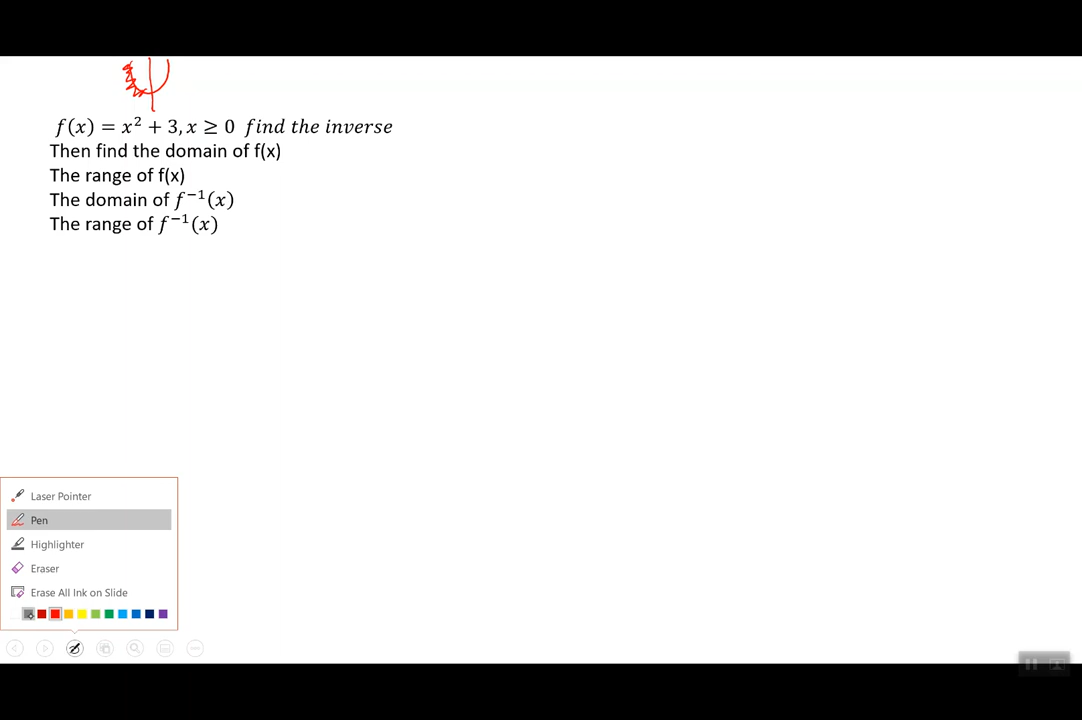 f(x) = x² + 3, x ≥ 0 find the inverse
Then find the domain of f(x)
The range of f(x)
The domain of f⁻¹(x)
The range of f⁻¹(x)
Laser Pointer
Pen
Highlighter
Eraser
Erase All Ink on Slide